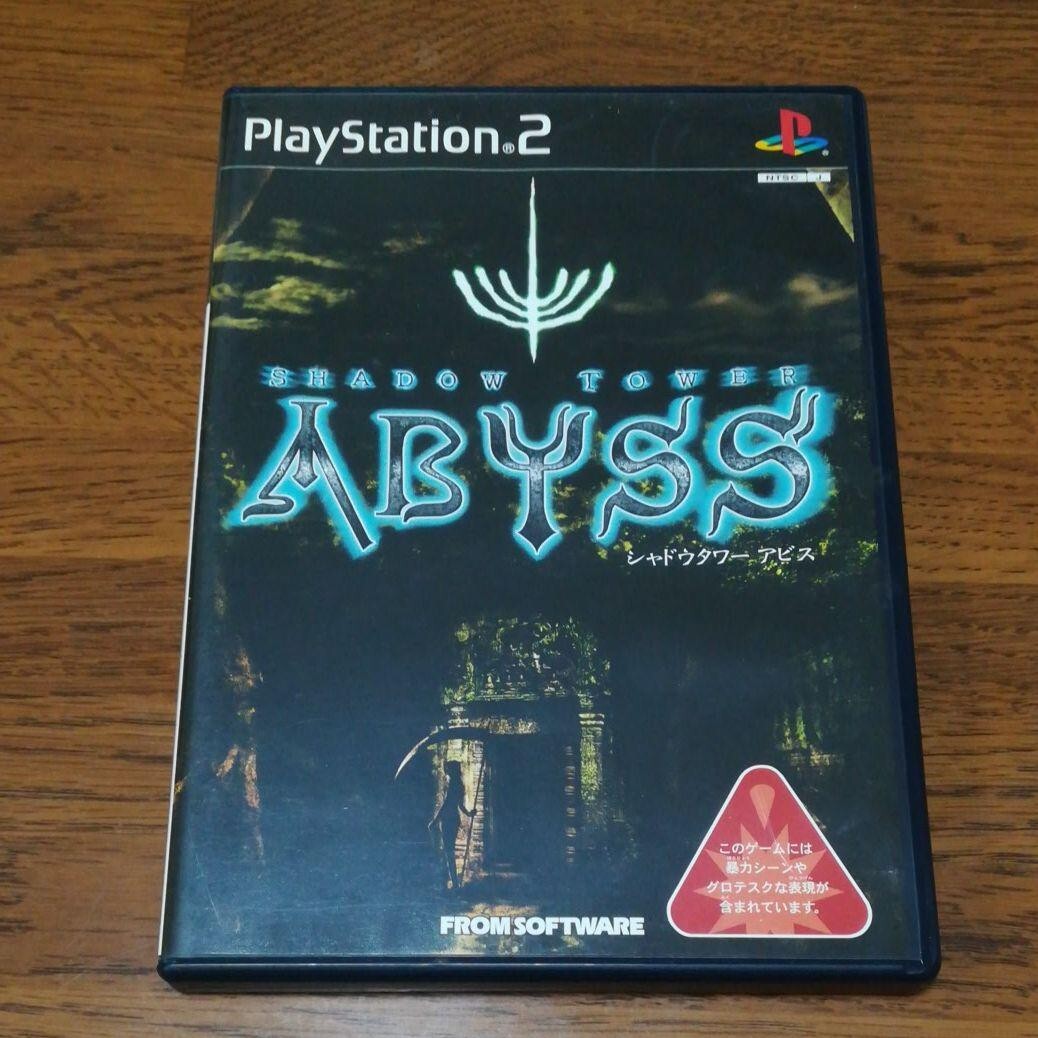 PlayStation®2
NTSC J
SHADOW TOWER
ABYSS
シャドウタワー アビス
このゲームには
暴力シーンや
グロテスクな表現が
含まれています。
FROMSOFTWARE